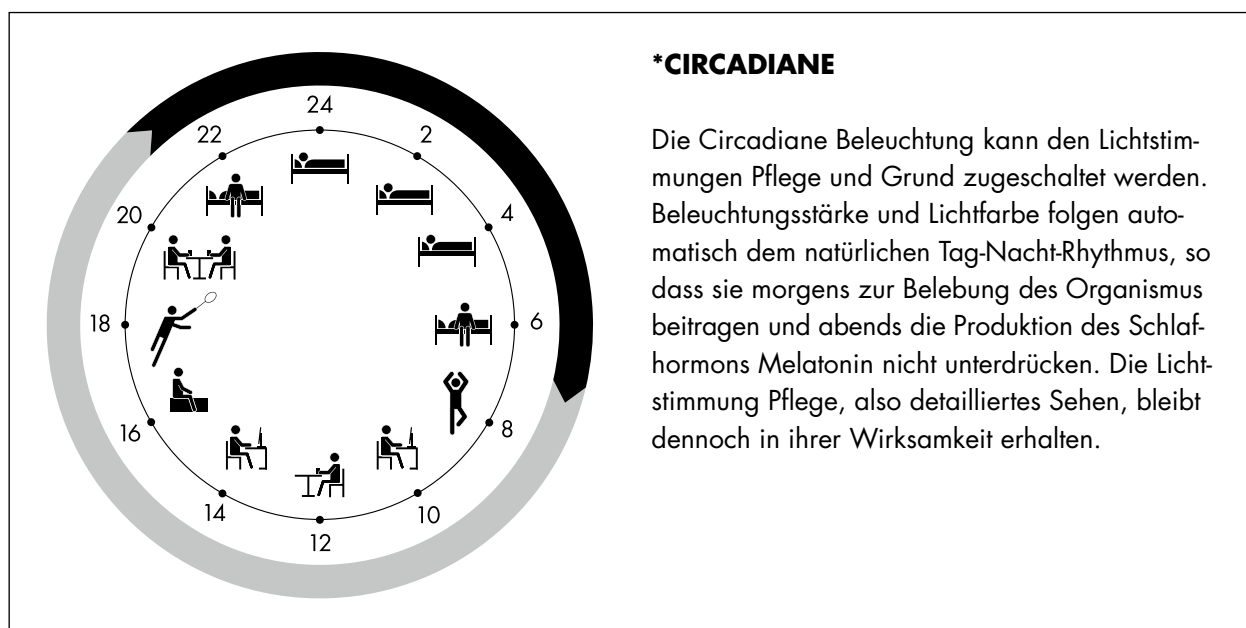 24
22
2
20
4
18
6
16
8
14
10
12
*CIRCADIANE
Die Circadiane Beleuchtung kann den Lichtstim-
mungen Pflege und Grund zugeschaltet werden.
Beleuchtungsstärke und Lichtfarbe folgen auto-
matisch dem natürlichen Tag-Nacht-Rhythmus, so
dass sie morgens zur Belebung des Organismus
beitragen und abends die Produktion des Schlaf-
hormons Melatonin nicht unterdrücken. Die Licht-
stimmung Pflege, also detailliertes Sehen, bleibt
dennoch in ihrer Wirksamkeit erhalten.